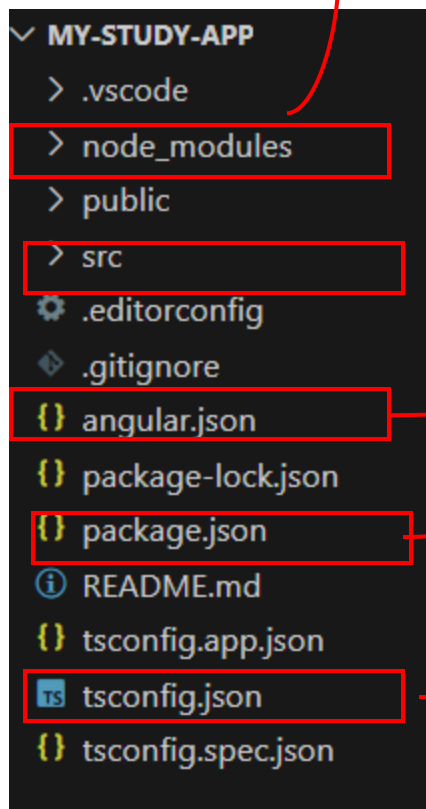 MY-STUDY-APP
.vscode
node_modules
public
src
.editorconfig
.gitignore
{} angular.json
{} package-lock.json
{} package.json
README.md
{} tsconfig.app.json
TS tsconfig.json
{} tsconfig.spec.json